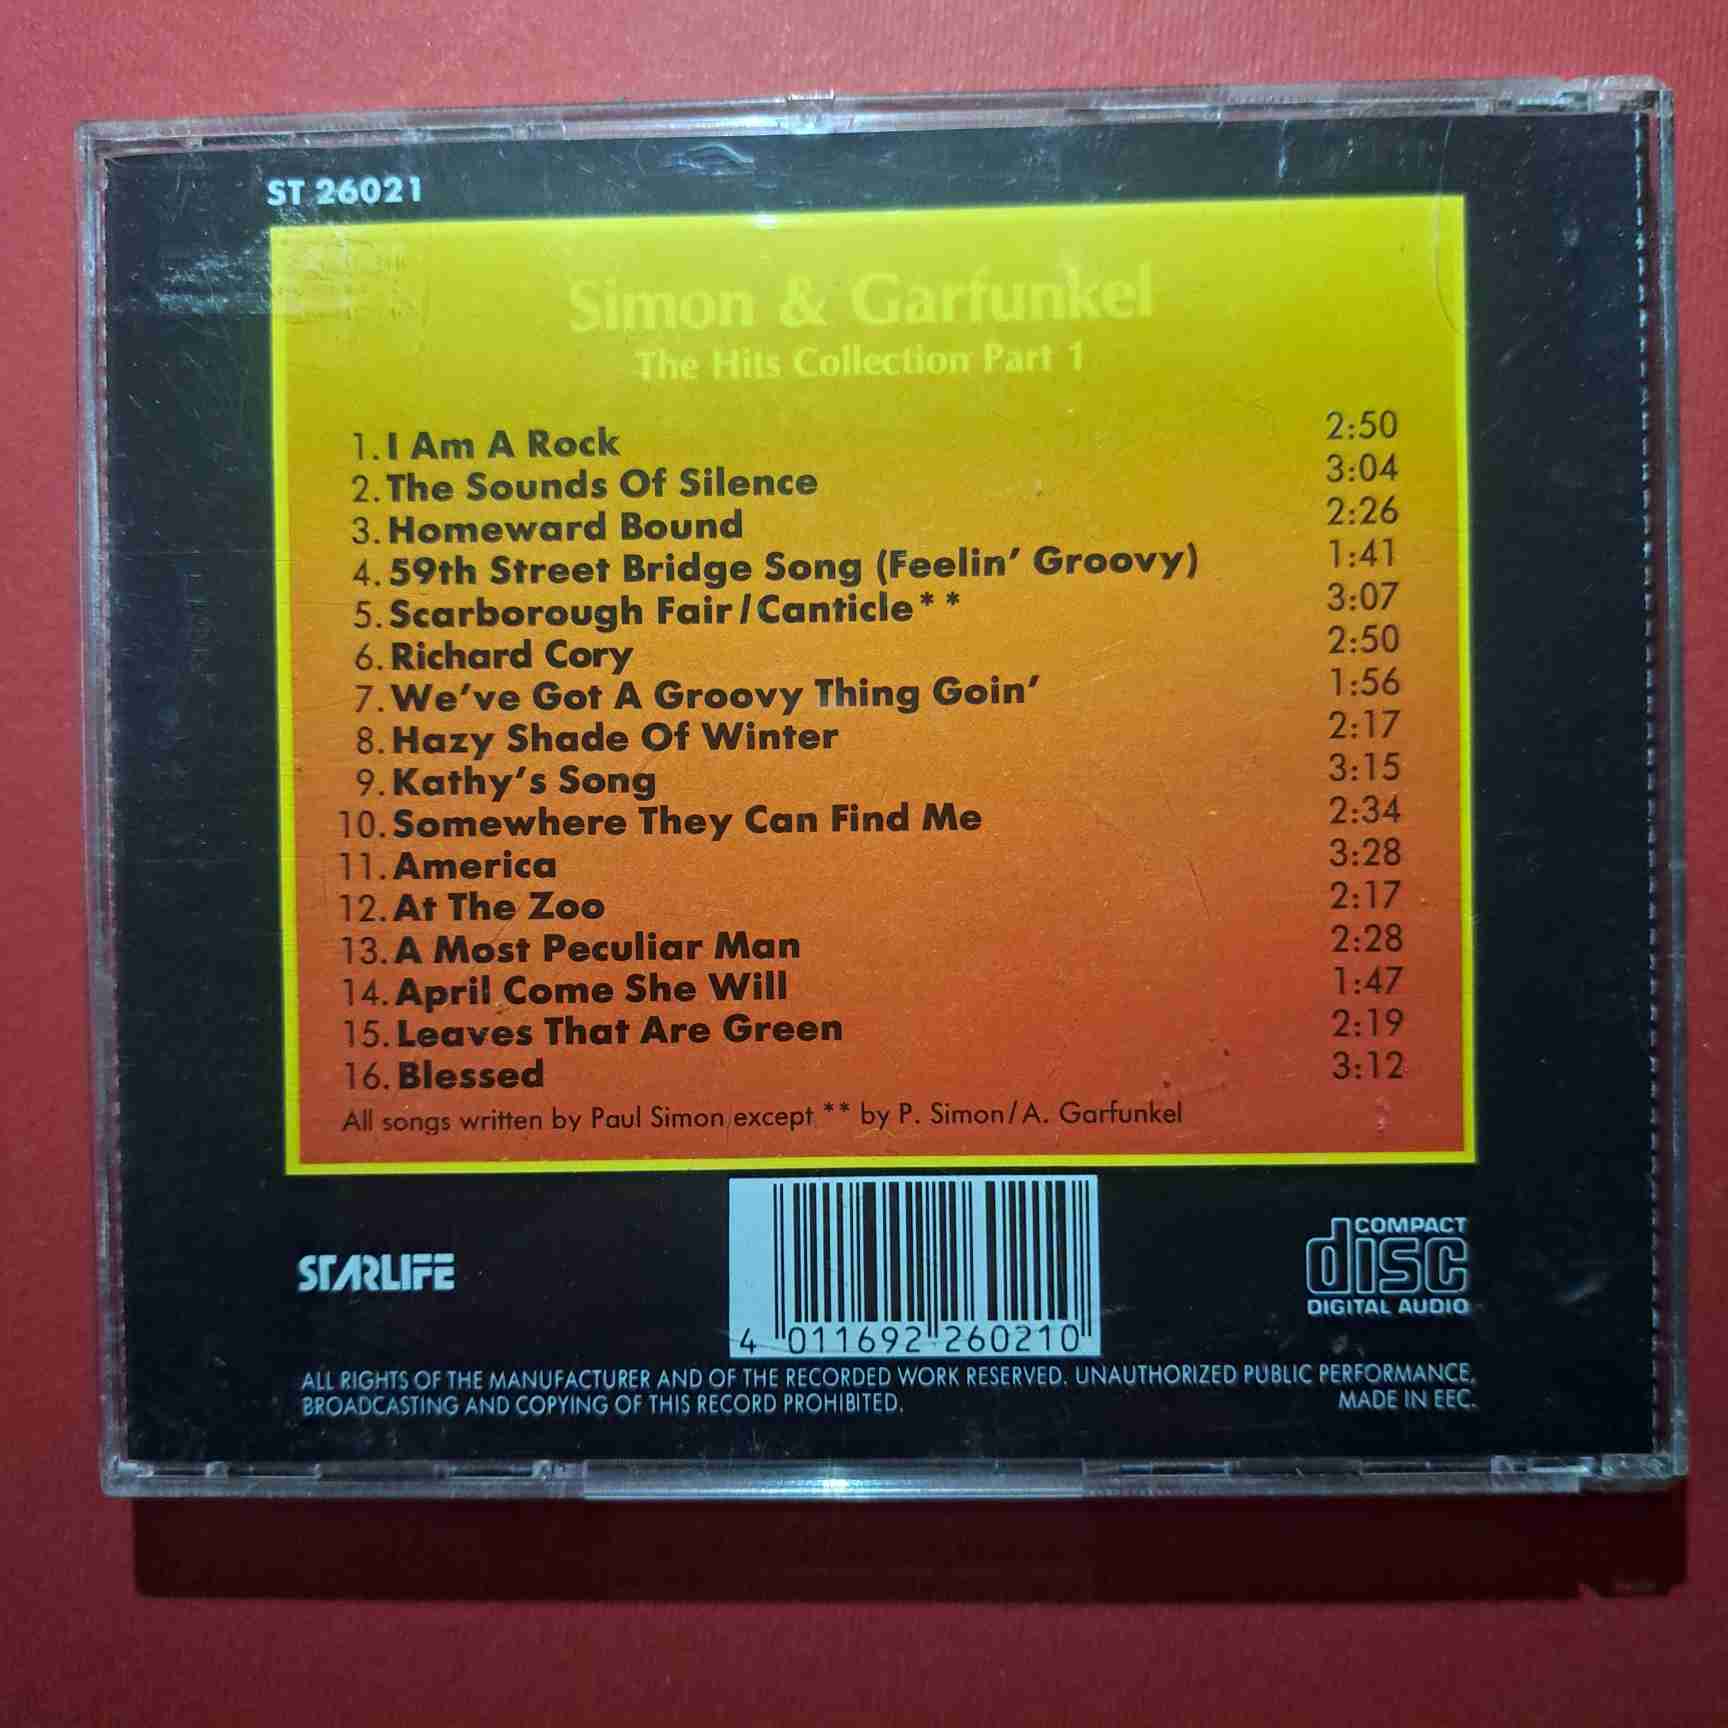 ST 26021
Simon & Garfunkel
The Hits Collection Part 1
1. I Am A Rock 2:50
2. The Sounds Of Silence 3:04
3. Homeward Bound 2:26
4. 59th Street Bridge Song (Feelin' Groovy) 1:41
5. Scarborough Fair/Canticle** 3:07
6. Richard Cory 2:50
7. We've Got A Groovy Thing Goin' 1:56
8. Hazy Shade Of Winter 2:17
9. Kathy's Song 3:15
10. Somewhere They Can Find Me 2:34
11. America 3:28
12. At The Zoo 2:17
13. A Most Peculiar Man 2:28
14. April Come She Will 1:47
15. Leaves That Are Green 2:19
16. Blessed 3:12
All songs written by Paul Simon except ** by P. Simon/A. Garfunkel
STARLIFE
4 011692 260210
COMPACT
disc
DIGITAL AUDIO
ALL RIGHTS OF THE MANUFACTURER AND OF THE RECORDED WORK RESERVED. UNAUTHORIZED PUBLIC PERFORMANCE,
BROADCASTING AND COPYING OF THIS RECORD PROHIBITED. MADE IN EEC.